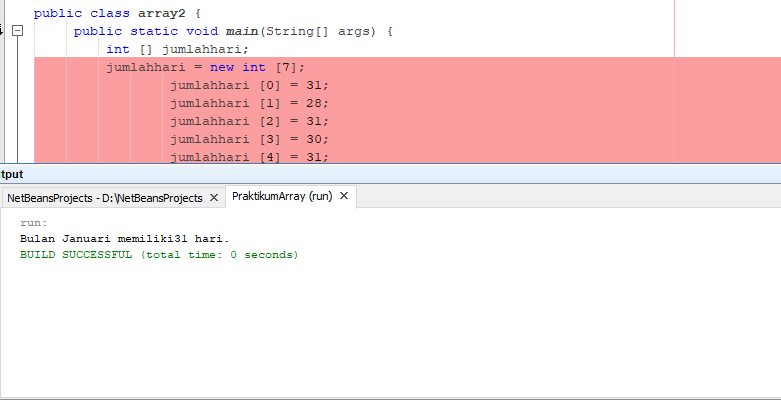 public class array2 {
public static void main(String[] args) {
int [] jumlahhari;
jumlahhari = new int [7];
jumlahhari [0] = 31;
jumlahhari [1] = 28;
jumlahhari [2] = 31;
jumlahhari [3] = 30;
jumlahhari [4] = 31;
tput
NetBeansProjects - D:\NetBeansProjects ✕ PraktikumArray (run) ✕
run:
Bulan Januari memiliki31 hari.
BUILD SUCCESSFUL (total time: 0 seconds)